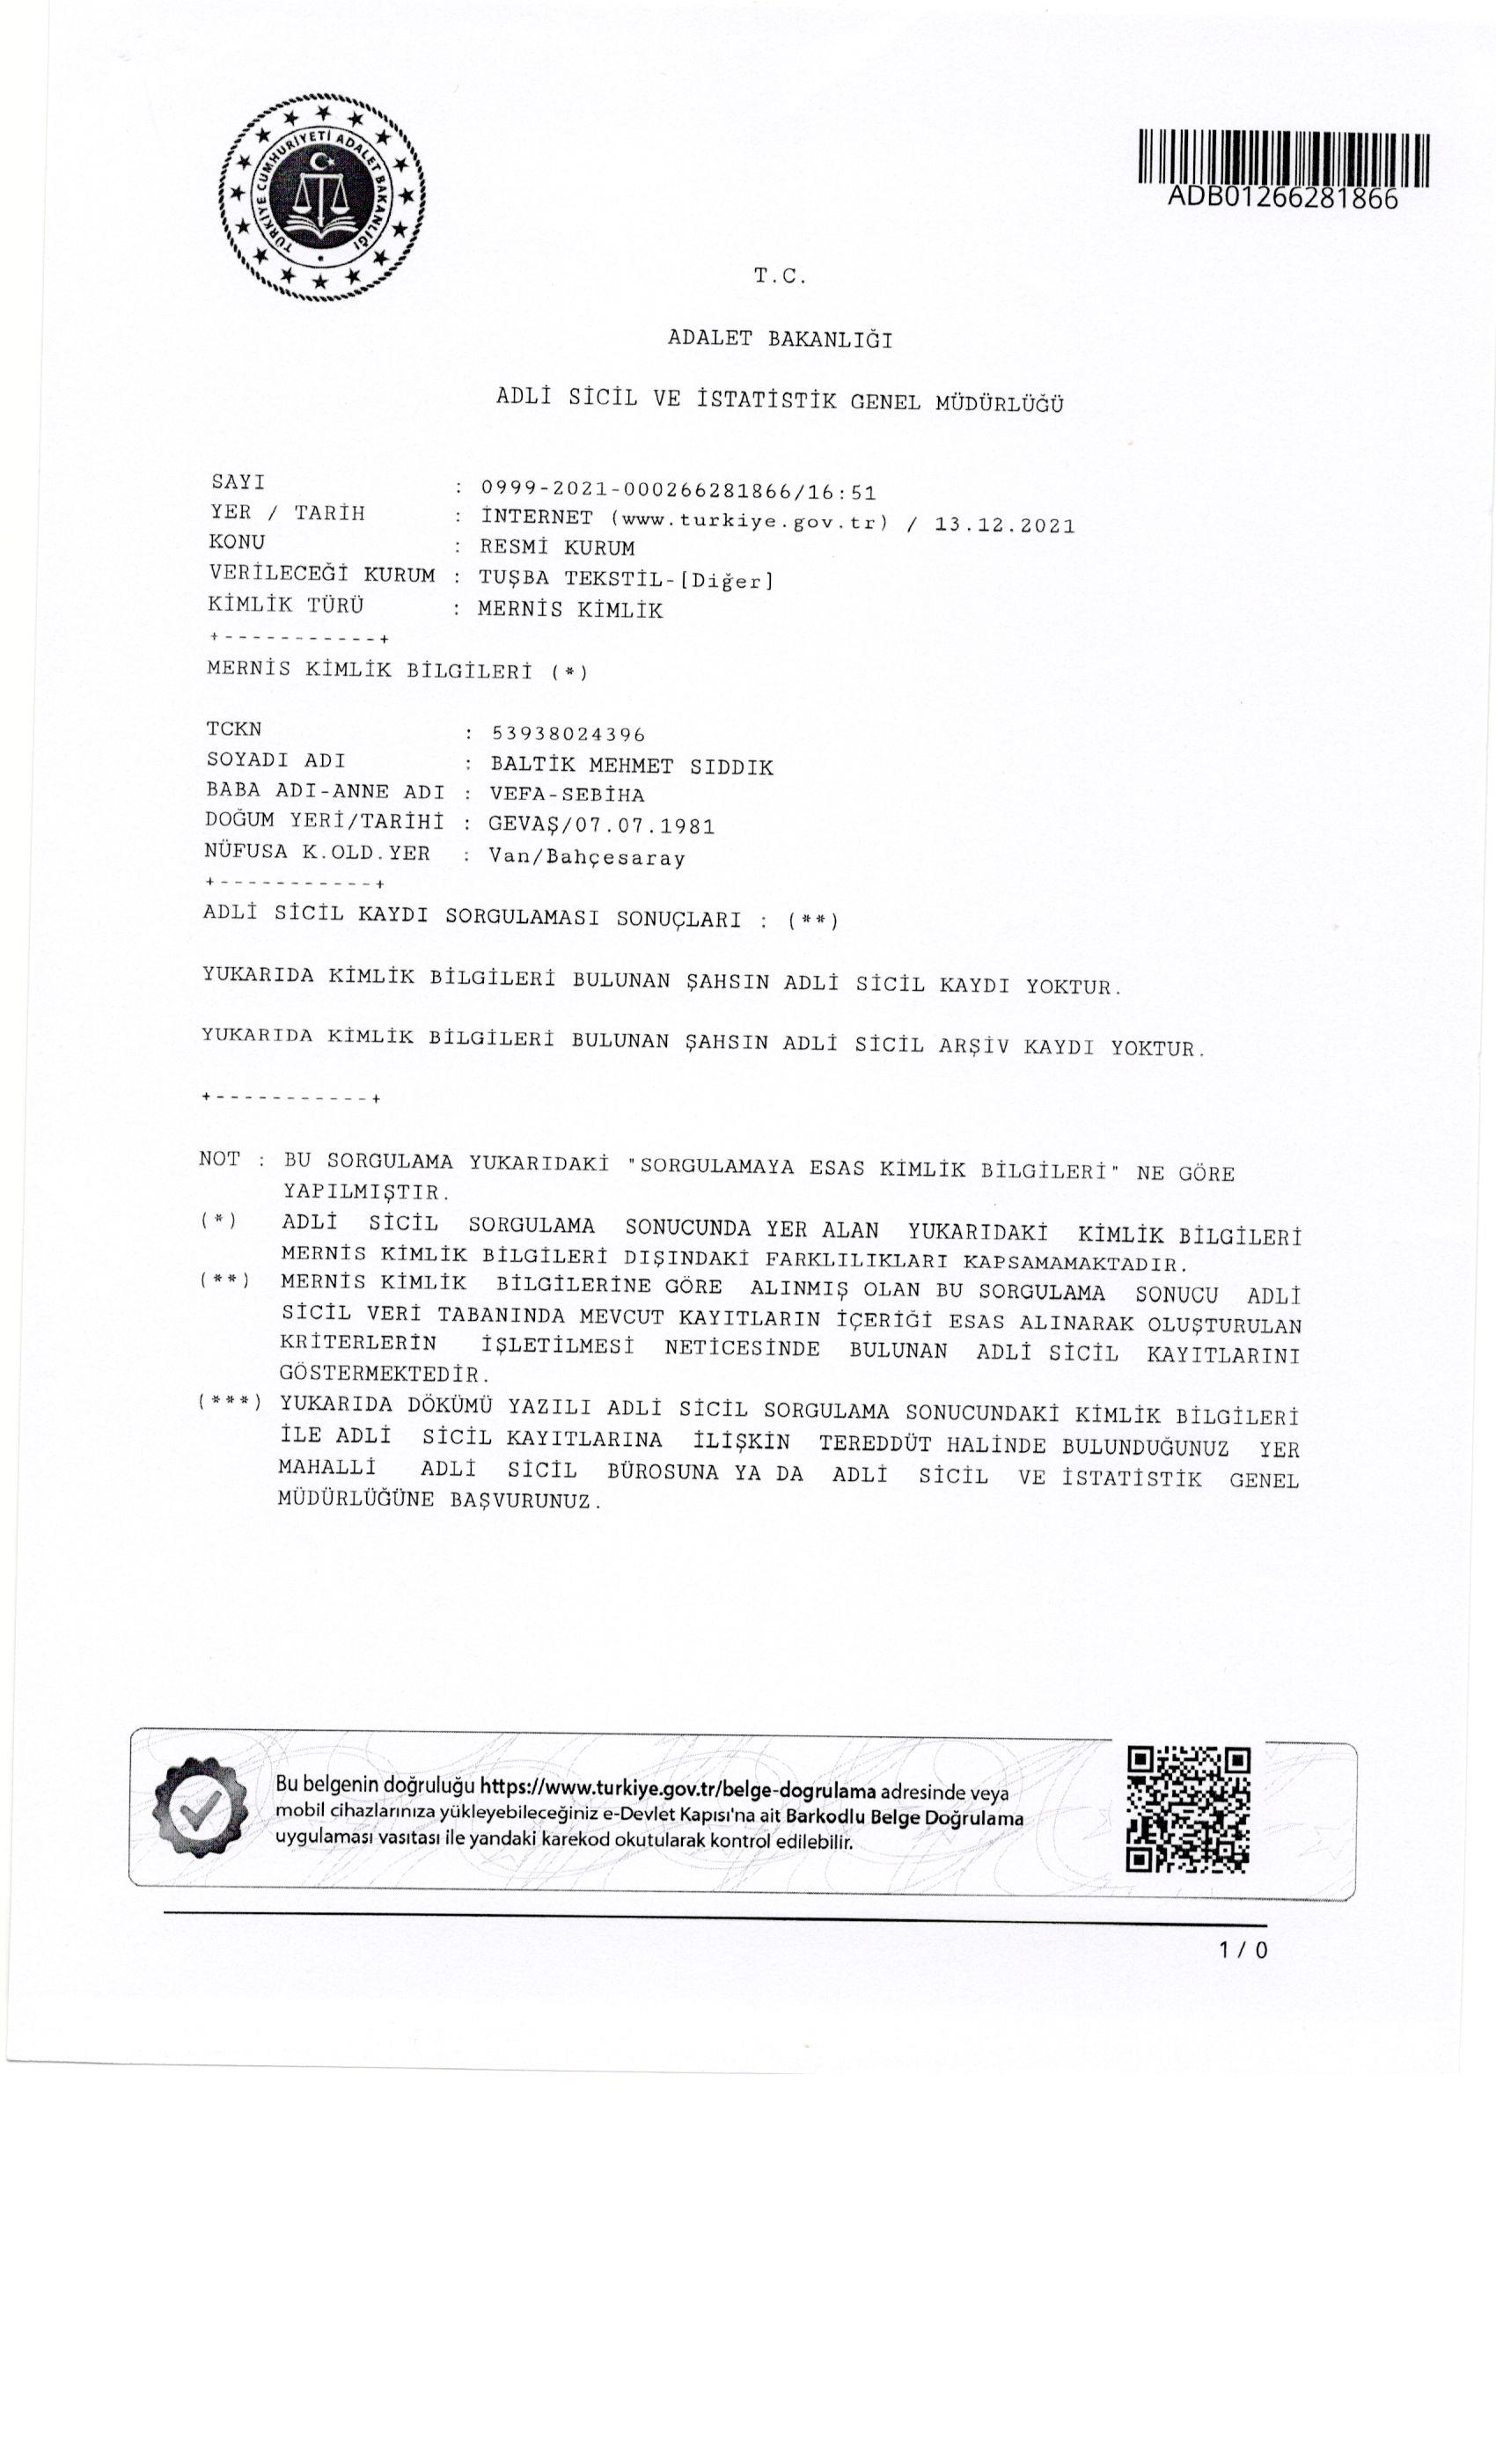 TÜRKİYE CUMHURİYETİ ADALET BAKANLIĞI
ADB01266281866
T.C.
ADALET BAKANLIĞI
ADLİ SİCİL VE İSTATİSTİK GENEL MÜDÜRLÜĞÜ
SAYI : 0999-2021-000266281866/16:51
YER / TARİH : İNTERNET (www.turkiye.gov.tr) / 13.12.2021
KONU : RESMİ KURUM
VERİLECEĞİ KURUM : TUŞBA TEKSTİL-[Diğer]
KİMLİK TÜRÜ : MERNİS KİMLİK
+-----------+
MERNİS KİMLİK BİLGİLERİ (*)
TCKN : 53938024396
SOYADI ADI : BALTİK MEHMET SIDDIK
BABA ADI-ANNE ADI : VEFA-SEBİHA
DOĞUM YERİ/TARİHİ : GEVAŞ/07.07.1981
NÜFUSA K.OLD.YER : Van/Bahçesaray
+-----------+
ADLİ SİCİL KAYDI SORGULAMASI SONUÇLARI : (**)
YUKARIDA KİMLİK BİLGİLERİ BULUNAN ŞAHSIN ADLİ SİCİL KAYDI YOKTUR.
YUKARIDA KİMLİK BİLGİLERİ BULUNAN ŞAHSIN ADLİ SİCİL ARŞİV KAYDI YOKTUR.
+-----------+
NOT : BU SORGULAMA YUKARIDAKİ "SORGULAMAYA ESAS KİMLİK BİLGİLERİ" NE GÖRE
YAPILMIŞTIR.
(*) ADLİ SİCİL SORGULAMA SONUCUNDA YER ALAN YUKARIDAKİ KİMLİK BİLGİLERİ
MERNİS KİMLİK BİLGİLERİ DIŞINDAKİ FARKLILIKLARI KAPSAMAMAKTADIR.
(**) MERNİS KİMLİK BİLGİLERİNE GÖRE ALINMIŞ OLAN BU SORGULAMA SONUCU ADLİ
SİCİL VERİ TABANINDA MEVCUT KAYITLARIN İÇERİĞİ ESAS ALINARAK OLUŞTURULAN
KRİTERLERİN İŞLETİLMESİ NETİCESİNDE BULUNAN ADLİ SİCİL KAYITLARINI
GÖSTERMEKTEDİR.
(***) YUKARIDA DÖKÜMÜ YAZILI ADLİ SİCİL SORGULAMA SONUCUNDAKİ KİMLİK BİLGİLERİ
İLE ADLİ SİCİL KAYITLARINA İLİŞKİN TEREDDÜT HALİNDE BULUNDUĞUNUZ YER
MAHALLİ ADLİ SİCİL BÜROSUNA YA DA ADLİ SİCİL VE İSTATİSTİK GENEL
MÜDÜRLÜĞÜNE BAŞVURUNUZ.
Bu belgenin doğruluğu https://www.turkiye.gov.tr/belge-dogrulama adresinde veya
mobil cihazlarınıza yükleyebileceğiniz e-Devlet Kapısı'na ait Barkodlu Belge Doğrulama
uygulaması vasıtası ile yandaki karekod okutularak kontrol edilebilir.
1 / 0